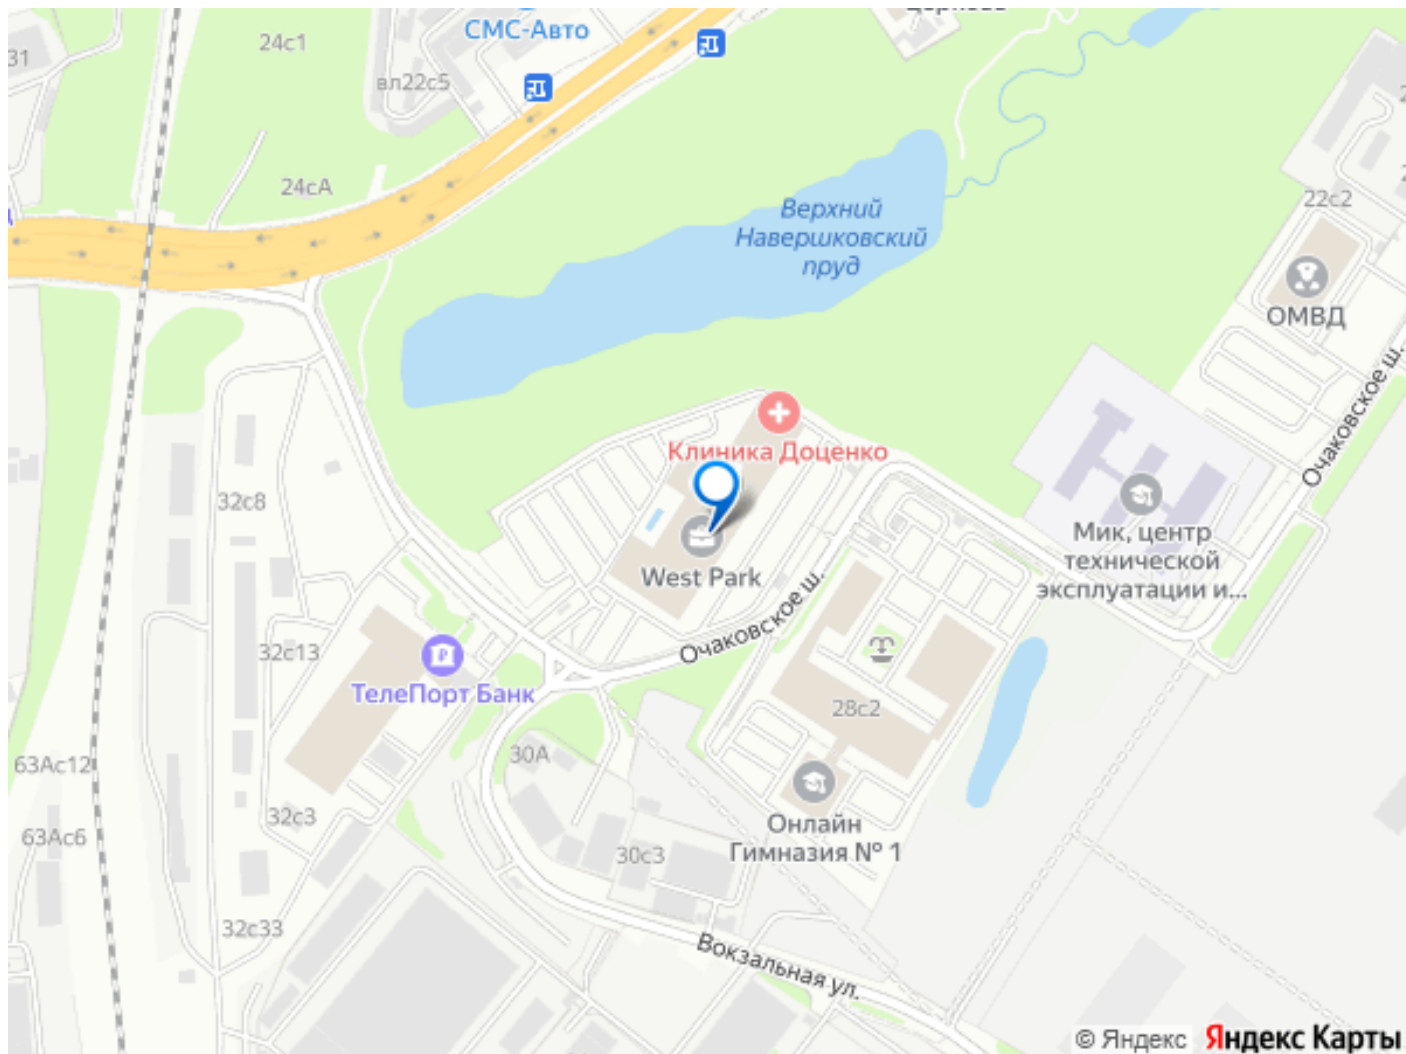 СМС-Авто
31
24с1
вл22с5
24сА
Верхний
Навершковский
пруд
22с2
ОМВД
Очаковское ш.
Клиника Доценко
West Park
Мик, центр
технической
эксплуатации и...
32с8
32с13
ТелеПорт Банк
Очаковское ш.
28с2
30А
63Ас12
63Ас6
32с3
Онлайн
Гимназия № 1
30с3
32с33
Вокзальная ул.
© Яндекс Яндекс Карты